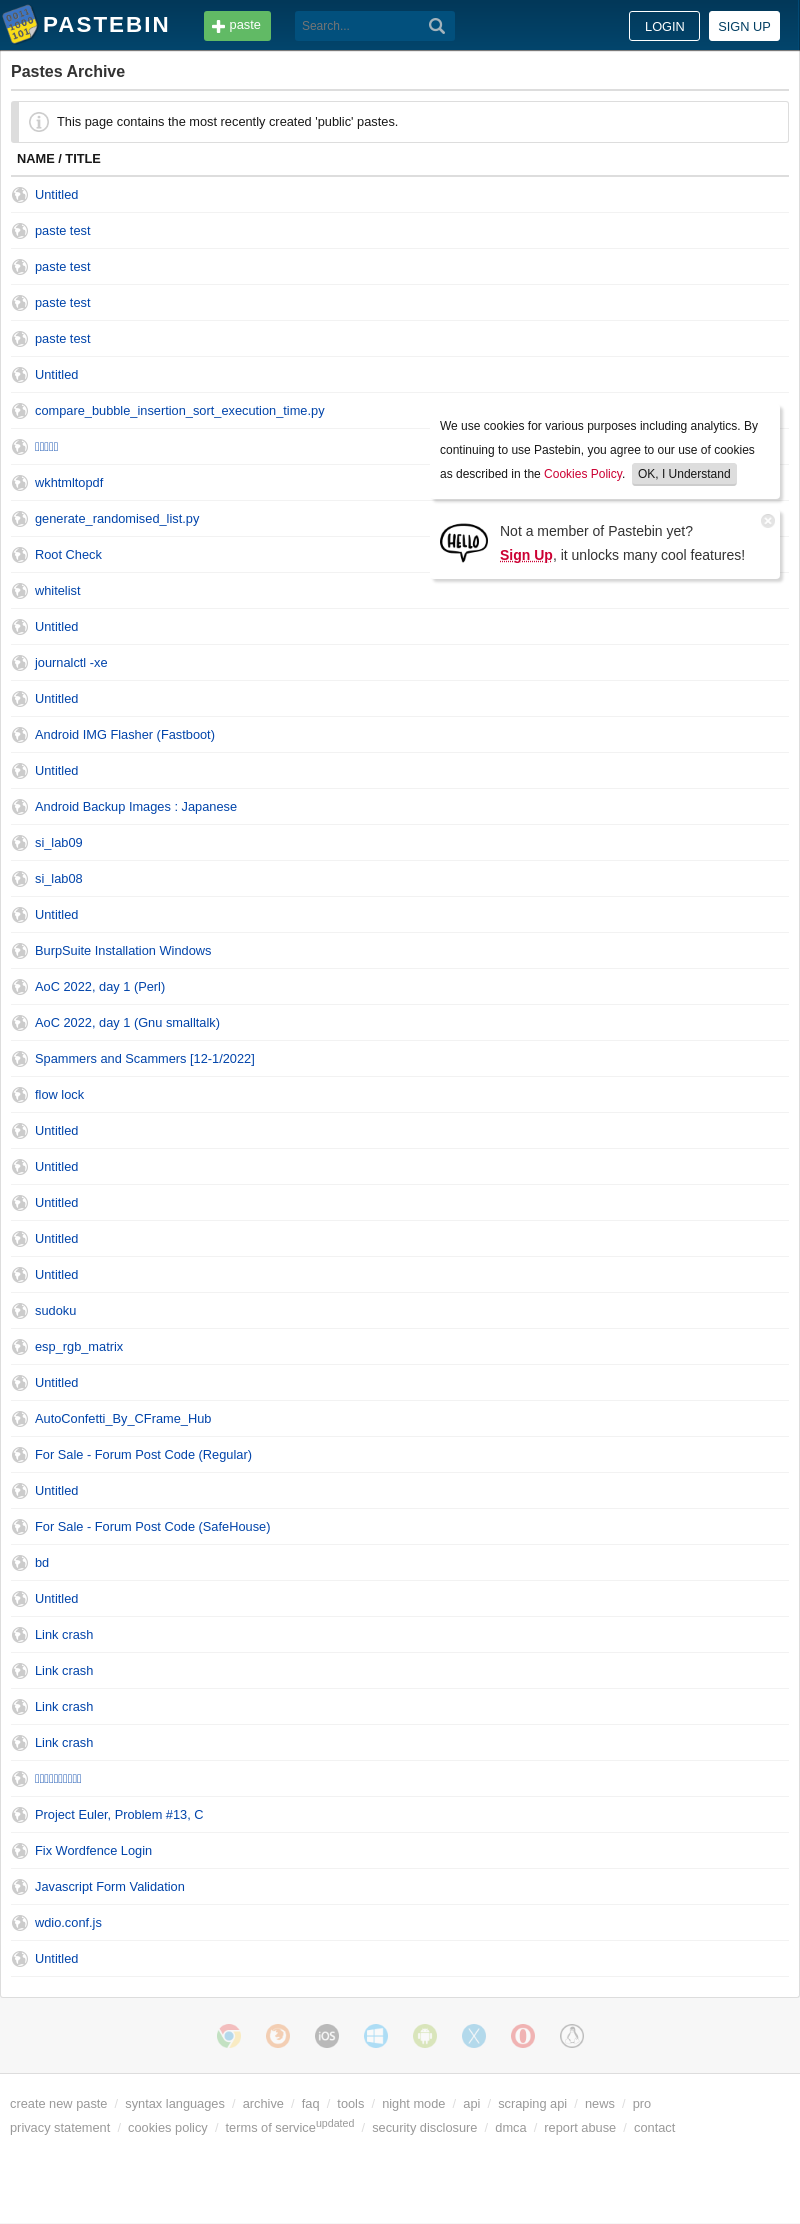 PASTEBIN
paste
Search...
LOGIN
SIGN UP
Pastes Archive
This page contains the most recently created 'public' pastes.
NAME / TITLE
Untitled
paste test
paste test
paste test
paste test
Untitled
compare_bubble_insertion_sort_execution_time.py
wkhtmltopdf
generate_randomised_list.py
Root Check
whitelist
Untitled
journalctl -xe
Untitled
Android IMG Flasher (Fastboot)
Untitled
Android Backup Images : Japanese
si_lab09
si_lab08
Untitled
BurpSuite Installation Windows
AoC 2022, day 1 (Perl)
AoC 2022, day 1 (Gnu smalltalk)
Spammers and Scammers [12-1/2022]
flow lock
Untitled
Untitled
Untitled
Untitled
Untitled
sudoku
esp_rgb_matrix
Untitled
AutoConfetti_By_CFrame_Hub
For Sale - Forum Post Code (Regular)
Untitled
For Sale - Forum Post Code (SafeHouse)
bd
Untitled
Link crash
Link crash
Link crash
Link crash
Project Euler, Problem #13, C
Fix Wordfence Login
Javascript Form Validation
wdio.conf.js
Untitled
We use cookies for various purposes including analytics. By
continuing to use Pastebin, you agree to our use of cookies
as described in the Cookies Policy. OK, I Understand
HELLO
Not a member of Pastebin yet?
Sign Up, it unlocks many cool features!
iOS
create new paste / syntax languages / archive / faq / tools / night mode / api / scraping api / news / pro
privacy statement / cookies policy / terms of service updated / security disclosure / dmca / report abuse / contact